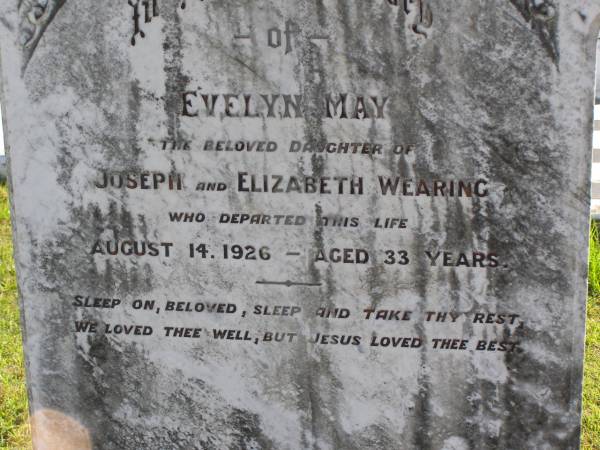 In
— of —
EVELYN MAY
THE BELOVED DAUGHTER OF
JOSEPH AND ELIZABETH WEARING
WHO DEPARTED THIS LIFE
AUGUST 14. 1926 — AGED 33 YEARS.
SLEEP ON, BELOVED, SLEEP AND TAKE THY REST,
WE LOVED THEE WELL, BUT JESUS LOVED THEE BEST.